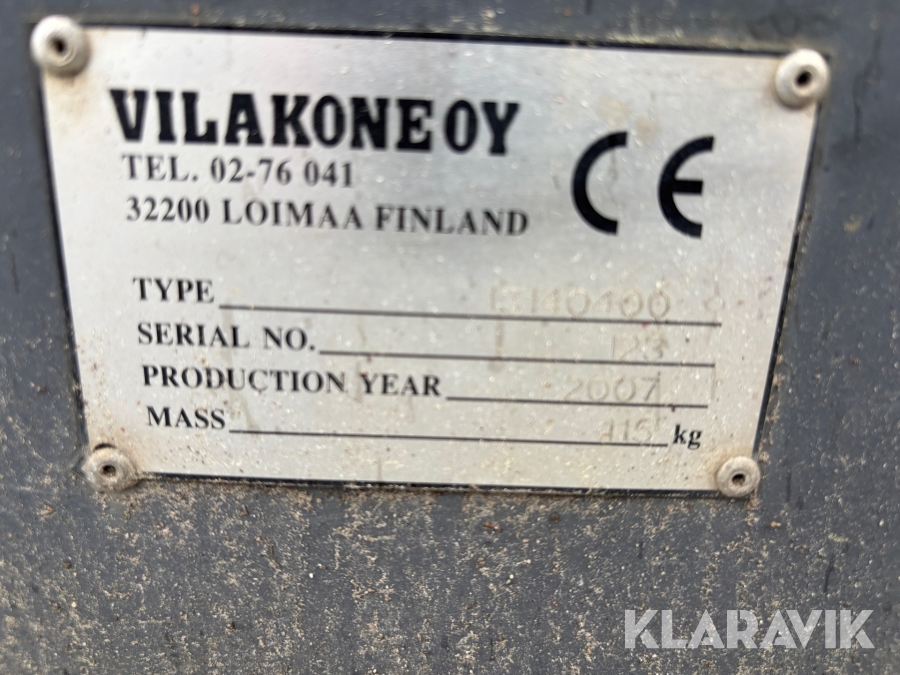 VILAKONE OY
TEL. 02-76 041
32200 LOIMAA FINLAND
CE
TYPE
SERIAL NO. 123
PRODUCTION YEAR 2007
MASS 115 kg
KLARAVIK